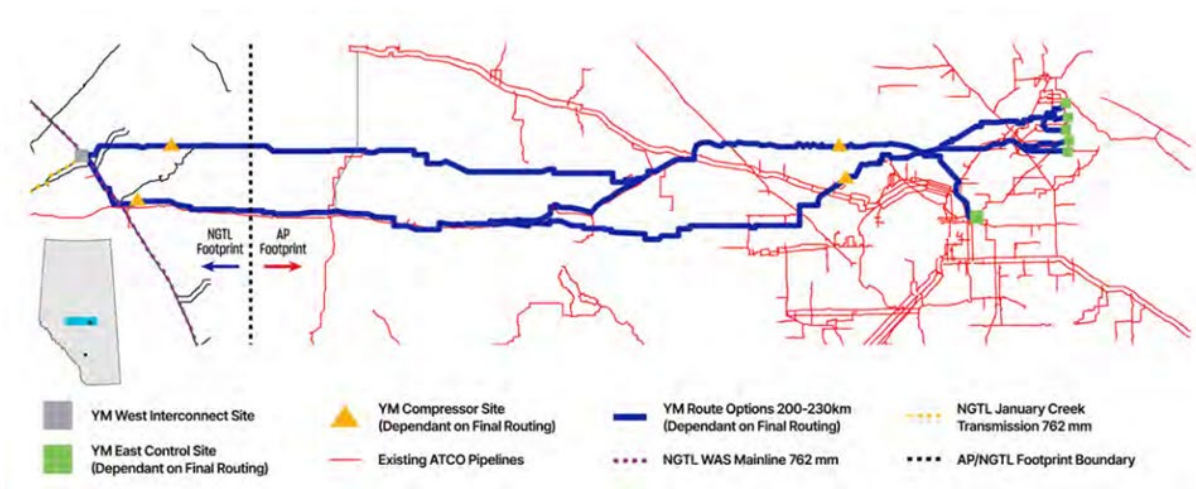 NGTL
Footprint
AP
Footprint
YM West Interconnect Site
YM East Control Site
(Dependant on Final Routing)
YM Compressor Site
(Dependant on Final Routing)
Existing ATCO Pipelines
YM Route Options 200-230km
(Dependant on Final Routing)
NGTL WAS Mainline 762 mm
NGTL January Creek
Transmission 762 mm
AP/NGTL Footprint Boundary